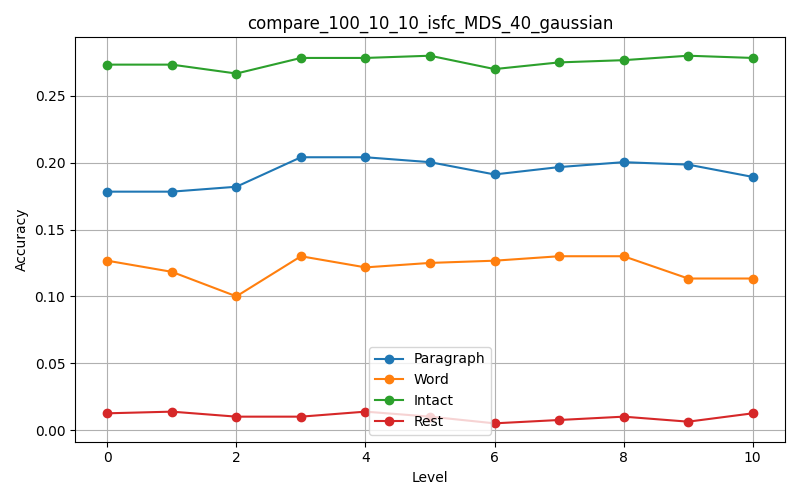 compare_100_10_10_isfc_MDS_40_gaussian
Accuracy
0.25
0.20
0.15
0.10
0.05
0.00
Paragraph
Word
Intact
Rest
0 2 4 6 8 10
Level